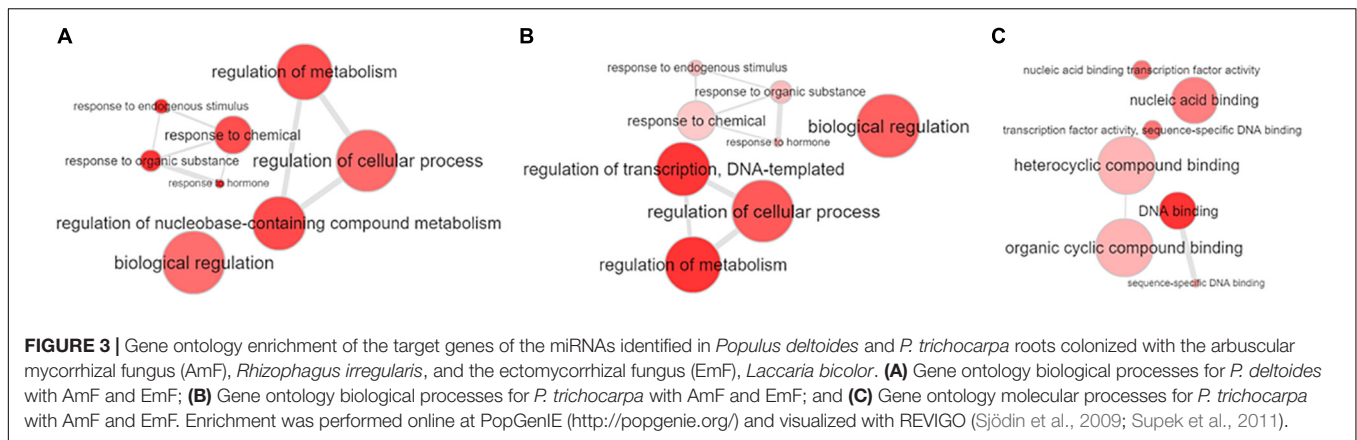 A
regulation of metabolism
response to endogenous stimulus
response to chemical
response to organic substance
regulation of cellular process
response to hormone
regulation of nucleobase-containing compound metabolism
biological regulation
B
response to endogenous stimulus
response to organic substance
response to chemical
biological regulation
response to hormone
regulation of transcription, DNA-templated
regulation of cellular process
regulation of metabolism
C
nucleic acid binding transcription factor activity
nucleic acid binding
transcription factor activity, sequence-specific DNA binding
heterocyclic compound binding
DNA binding
organic cyclic compound binding
sequence-specific DNA binding
FIGURE 3 | Gene ontology enrichment of the target genes of the miRNAs identified in Populus deltoides and P. trichocarpa roots colonized with the arbuscular
mycorrhizal fungus (AmF), Rhizophagus irregularis, and the ectomycorrhizal fungus (EmF), Laccaria bicolor. (A) Gene ontology biological processes for P. deltoides
with AmF and EmF; (B) Gene ontology biological processes for P. trichocarpa with AmF and EmF; and (C) Gene ontology molecular processes for P. trichocarpa
with AmF and EmF. Enrichment was performed online at PopGenIE (http://popgenie.org/) and visualized with REVIGO (Sjödin et al., 2009; Supek et al., 2011).